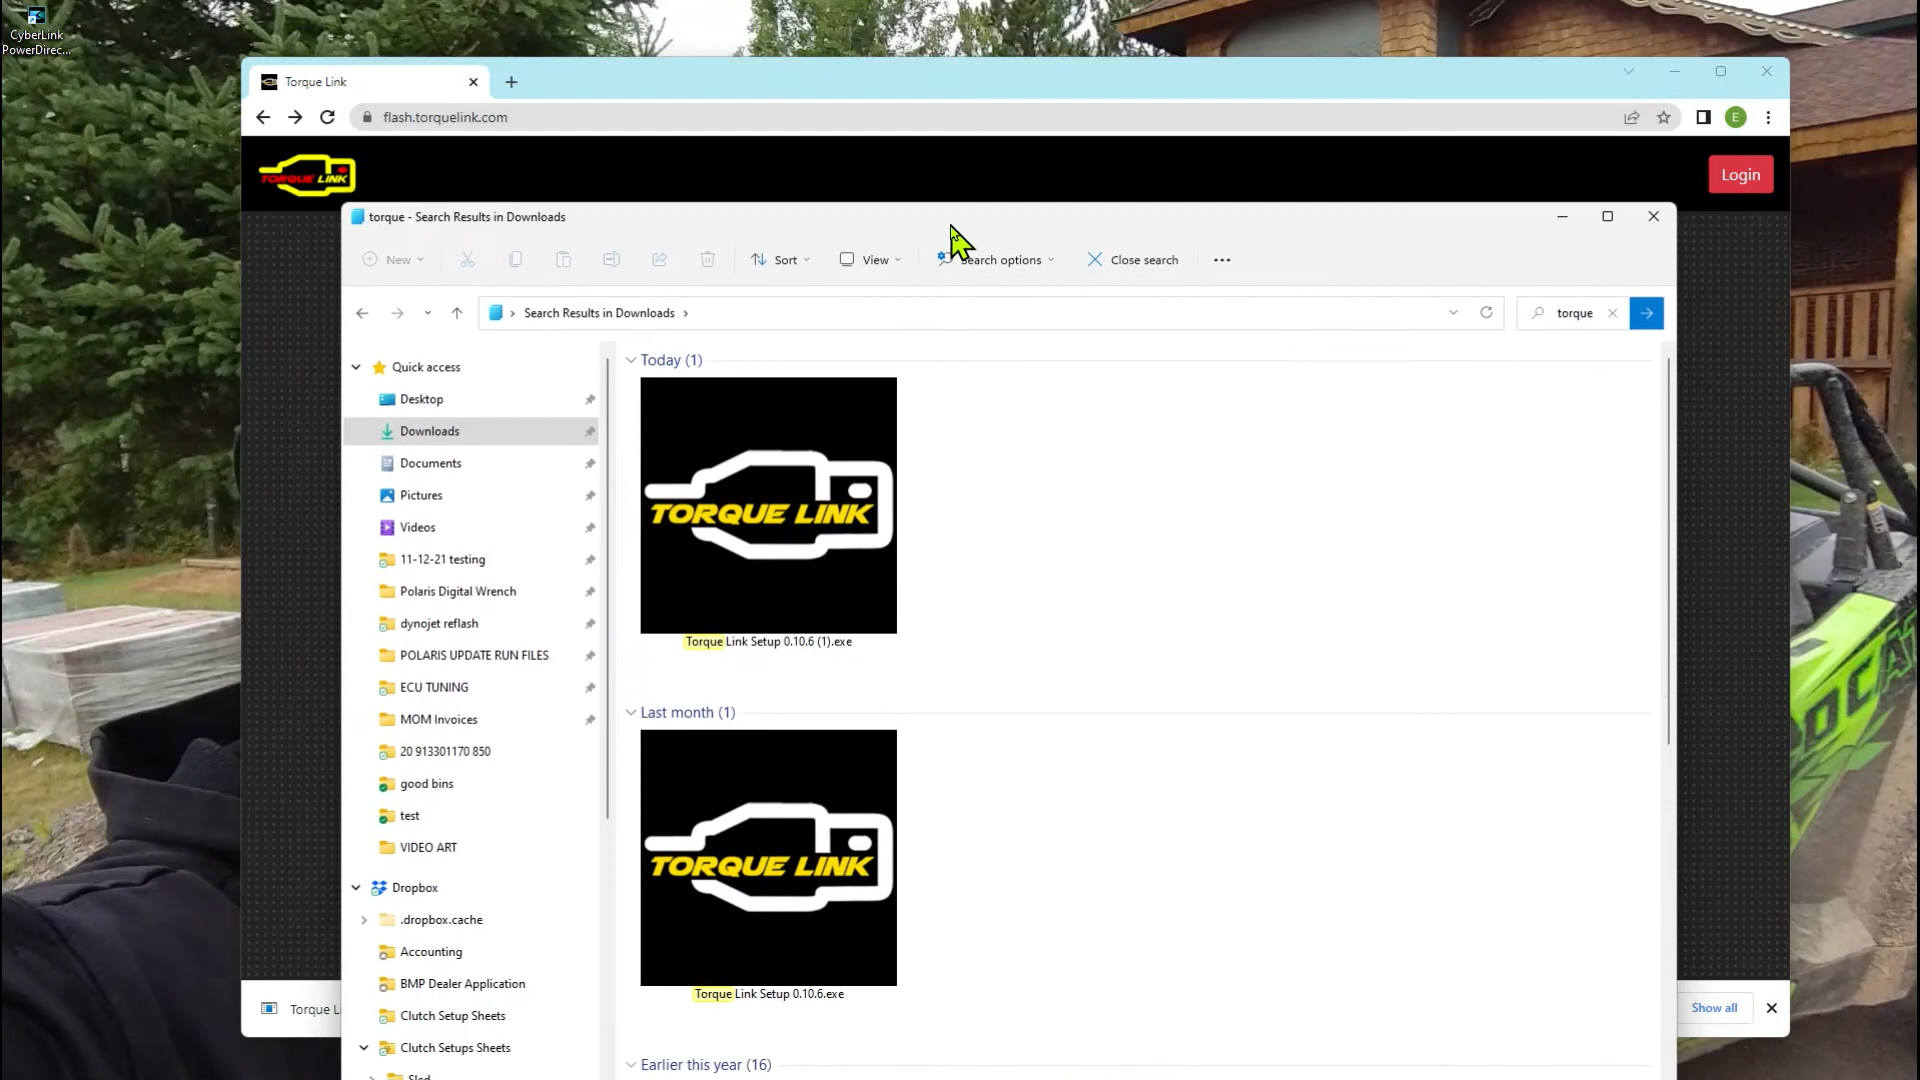 CyberLink
PowerDirec...
Torque Link
flash.torquelink.com
E
TORQUE LINK
Login
torque - Search Results in Downloads
New
Sort
View
Search options
Close search
Search Results in Downloads
torque
Quick access
Desktop
Downloads
Documents
Pictures
Videos
11-12-21 testing
Polaris Digital Wrench
dynojet reflash
POLARIS UPDATE RUN FILES
ECU TUNING
MOM Invoices
20 913301170 850
good bins
test
VIDEO ART
Dropbox
.dropbox.cache
Accounting
BMP Dealer Application
Clutch Setup Sheets
Clutch Setups Sheets
Sled
Today (1)
TORQUE LINK
Torque Link Setup 0.10.6 (1).exe
Last month (1)
TORQUE LINK
Torque Link Setup 0.10.6.exe
Earlier this year (16)
Torque Li
Show all